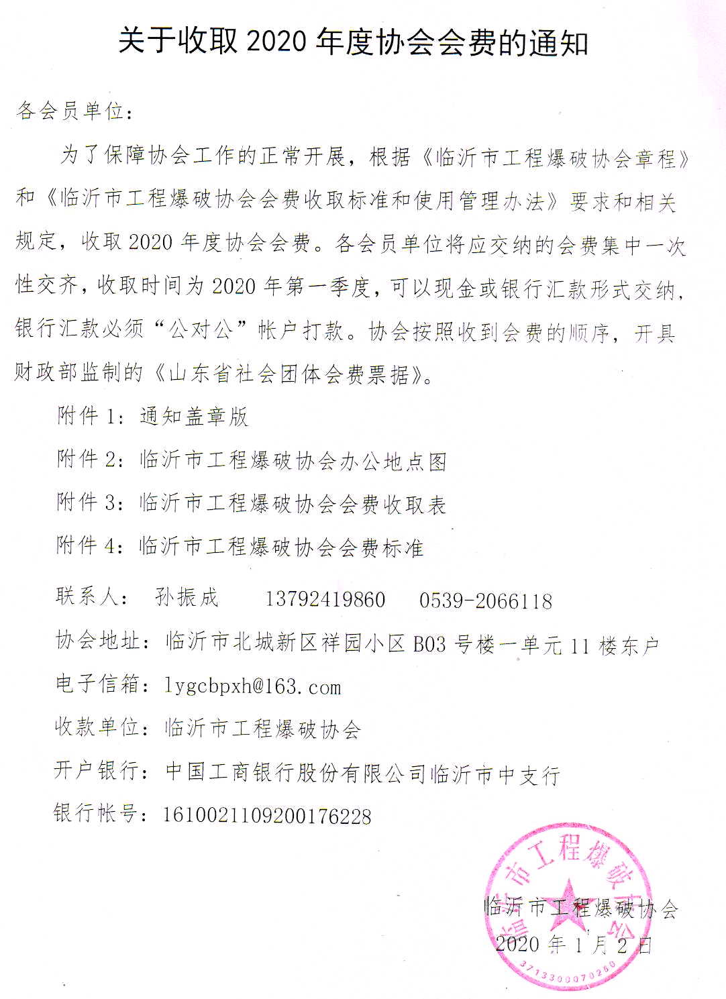 关于收取 2020 年度协会会费的通知
各会员单位：
为了保障协会工作的正常开展，根据《临沂市工程爆破协会章程》
和《临沂市工程爆破协会会费收取标准和使用管理办法》要求和相关
规定，收取 2020 年度协会会费。各会员单位将应交纳的会费集中一次
性交齐，收取时间为 2020 年第一季度，可以现金或银行汇款形式交纳，
银行汇款必须“公对公”帐户打款。协会按照收到会费的顺序，开具
财政部监制的《山东省社会团体会费票据》。
附件 1：通知盖章版
附件 2：临沂市工程爆破协会办公地点图
附件 3：临沂市工程爆破协会会费收取表
附件 4：临沂市工程爆破协会会费标准
联系人： 孙振成 13792419860 0539-2066118
协会地址：临沂市北城新区祥园小区 B03 号楼一单元 11 楼东户
电子信箱：lygcbpxh@163.com
收款单位：临沂市工程爆破协会
开户银行：中国工商银行股份有限公司临沂市中支行
银行帐号：1610021109200176228
临沂市工程爆破协会
临沂市工程爆破协会
2020 年 1 月 2 日
3713300070250